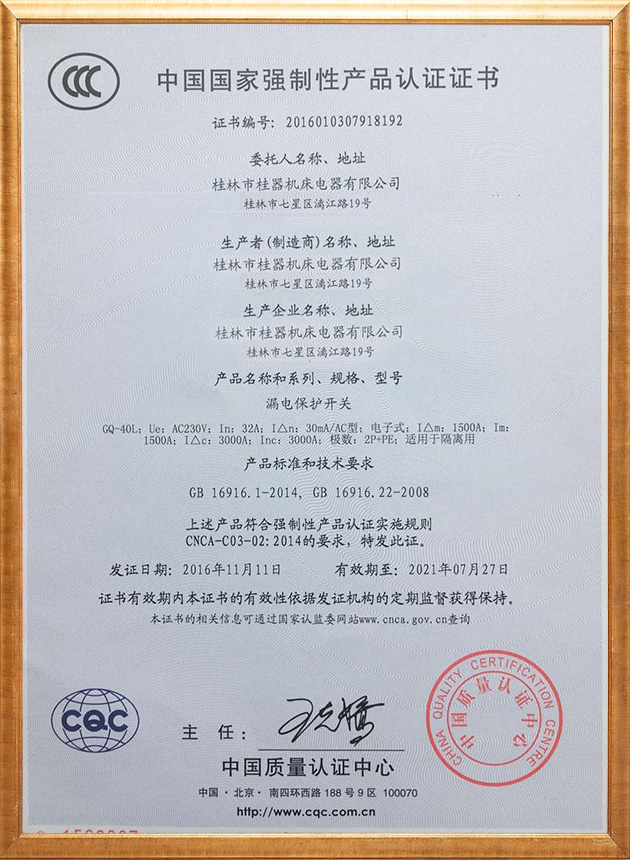 CCC
中国国家强制性产品认证证书
证书编号: 2016010307918192
委托人名称、地址
桂林市桂器机床电器有限公司
桂林市七星区漓江路19号
生产者(制造商)名称、地址
桂林市桂器机床电器有限公司
桂林市七星区漓江路19号
生产企业名称、地址
桂林市桂器机床电器有限公司
桂林市七星区漓江路19号
产品名称和系列、规格、型号
漏电保护开关
GQ-40L; Ue: AC230V; In: 32A; I△n: 30mA/AC型; 电子式; I△m: 1500A; Im:
1500A; I△c: 3000A; Inc: 3000A; 极数: 2P+PE; 适用于隔离用
产品标准和技术要求
GB 16916.1-2014, GB 16916.22-2008
上述产品符合强制性产品认证实施规则
CNCA-C03-02:2014的要求, 特发此证。
发证日期: 2016年11月11日 有效期至: 2021年07月27日
证书有效期内本证书的有效性依据发证机构的定期监督获得保持。
本证书的相关信息可通过国家认监委网站www.cnca.gov.cn查询
CHINA QUALITY CERTIFICATION CENTRE
中国质量认证中心
CQC
主 任:
中国质量认证中心
中国·北京·南四环西路 188 号 9 区 100070
http://www.cqc.com.cn